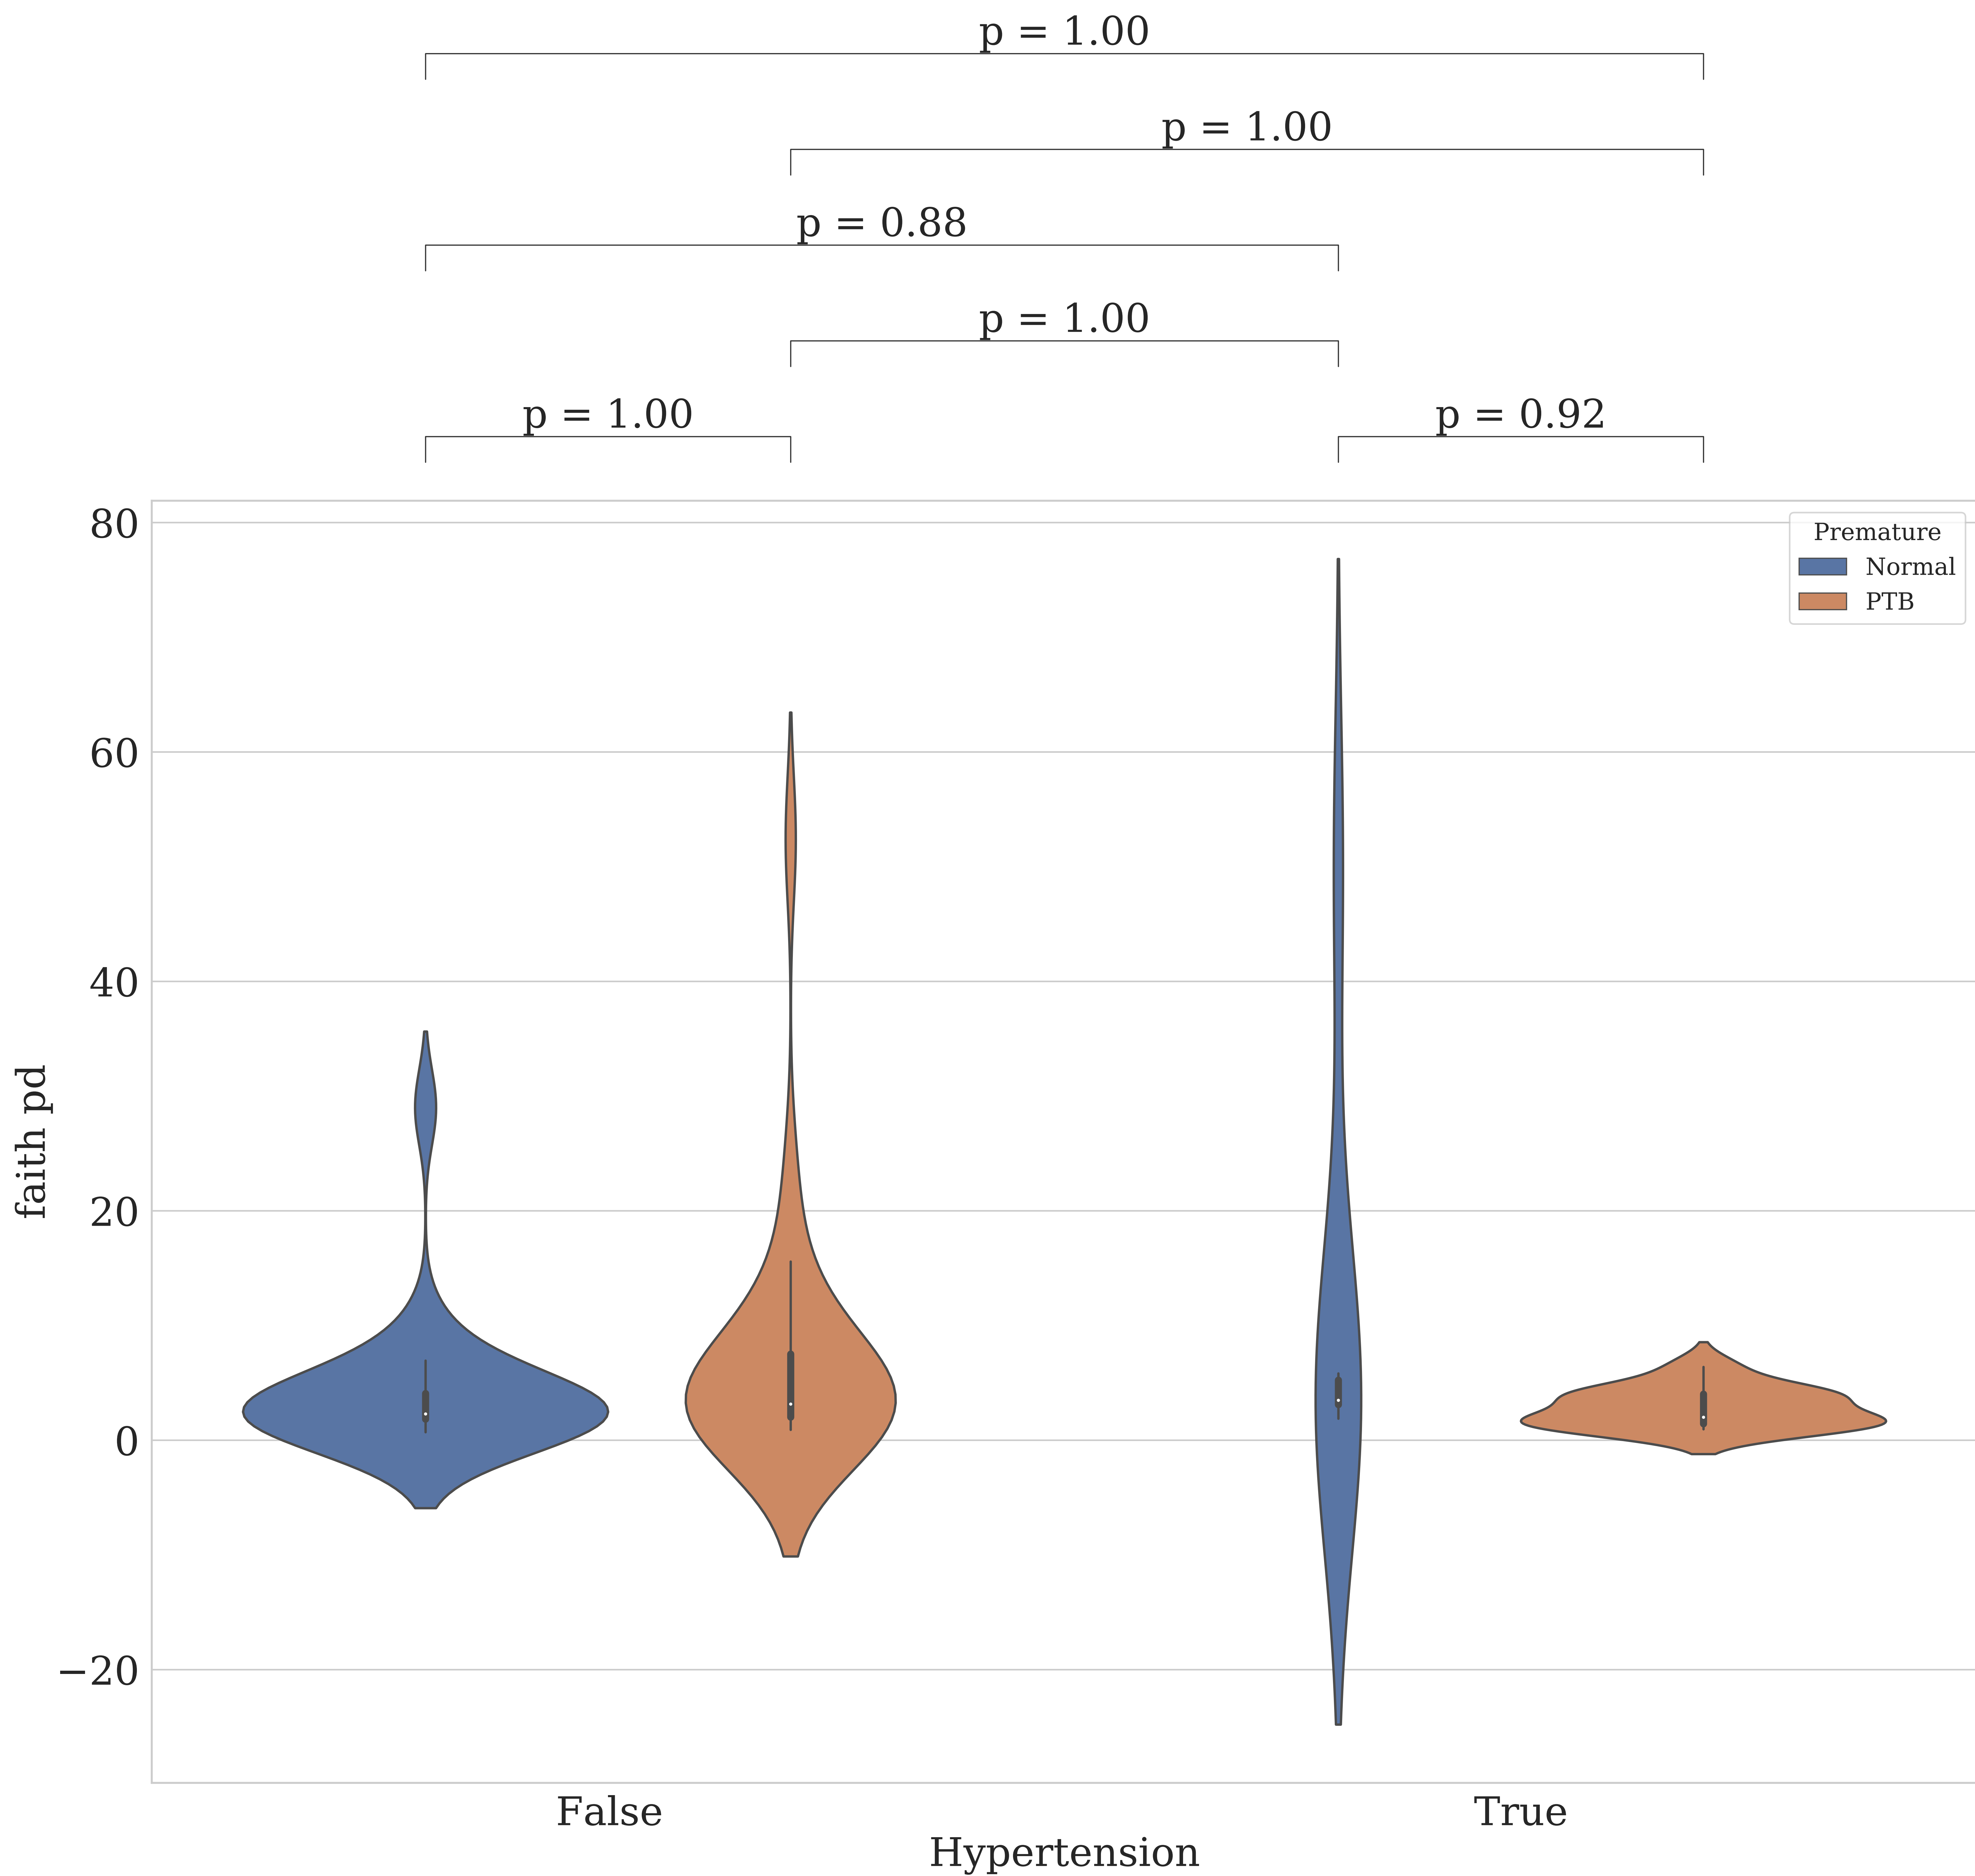 p = 1.00
p = 1.00
p = 0.88
p = 1.00
p = 1.00
p = 0.92
80
60
40
20
0
−20
faith pd
Premature
Normal
PTB
False
True
Hypertension